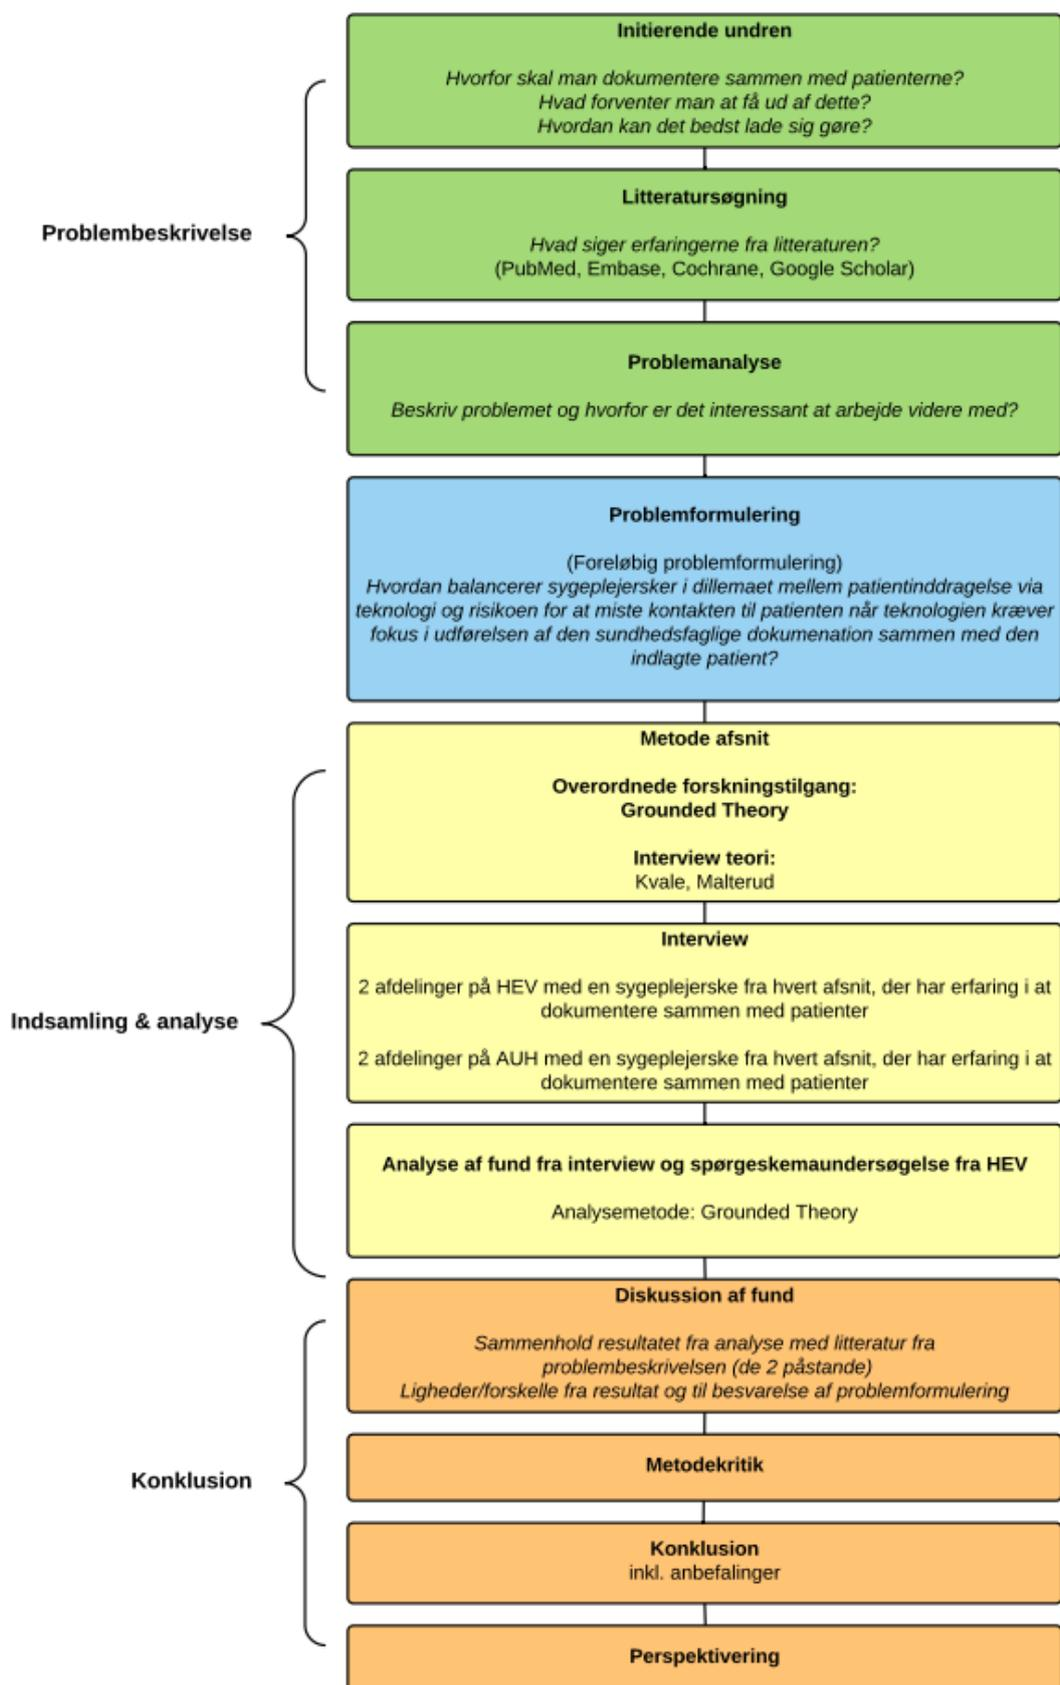 Initierende undren
Hvorfor skal man dokumentere sammen med patienterne?
Hvad forventer man at få ud af dette?
Hvordan kan det bedst lade sig gøre?
Problembeskrivelse
Litteratursøgning
Hvad siger erfaringerne fra litteraturen?
(PubMed, Embase, Cochrane, Google Scholar)
Problemanalyse
Beskriv problemet og hvorfor er det interessant at arbejde videre med?
Problemformulering
(Foreløbig problemformulering)
Hvordan balancerer sygeplejersker i dillemaet mellem patientinddragelse via
teknologi og risikoen for at miste kontakten til patienten når teknologien kræver
fokus i udførelsen af den sundhedsfaglige dokumenation sammen med den
indlagte patient?
Indsamling & analyse
Metode afsnit
Overordnede forskningstilgang:
Grounded Theory
Interview teori:
Kvale, Malterud
Interview
2 afdelinger på HEV med en sygeplejerske fra hvert afsnit, der har erfaring i at
dokumentere sammen med patienter
2 afdelinger på AUH med en sygeplejerske fra hvert afsnit, der har erfaring i at
dokumentere sammen med patienter
Analyse af fund fra interview og spørgeskemaundersøgelse fra HEV
Analysemetode: Grounded Theory
Konklusion
Diskussion af fund
Sammenhold resultatet fra analyse med litteratur fra
problembeskrivelsen (de 2 påstande)
Ligheder/forskelle fra resultat og til besvarelse af problemformulering
Metodekritik
Konklusion
inkl. anbefalinger
Perspektivering